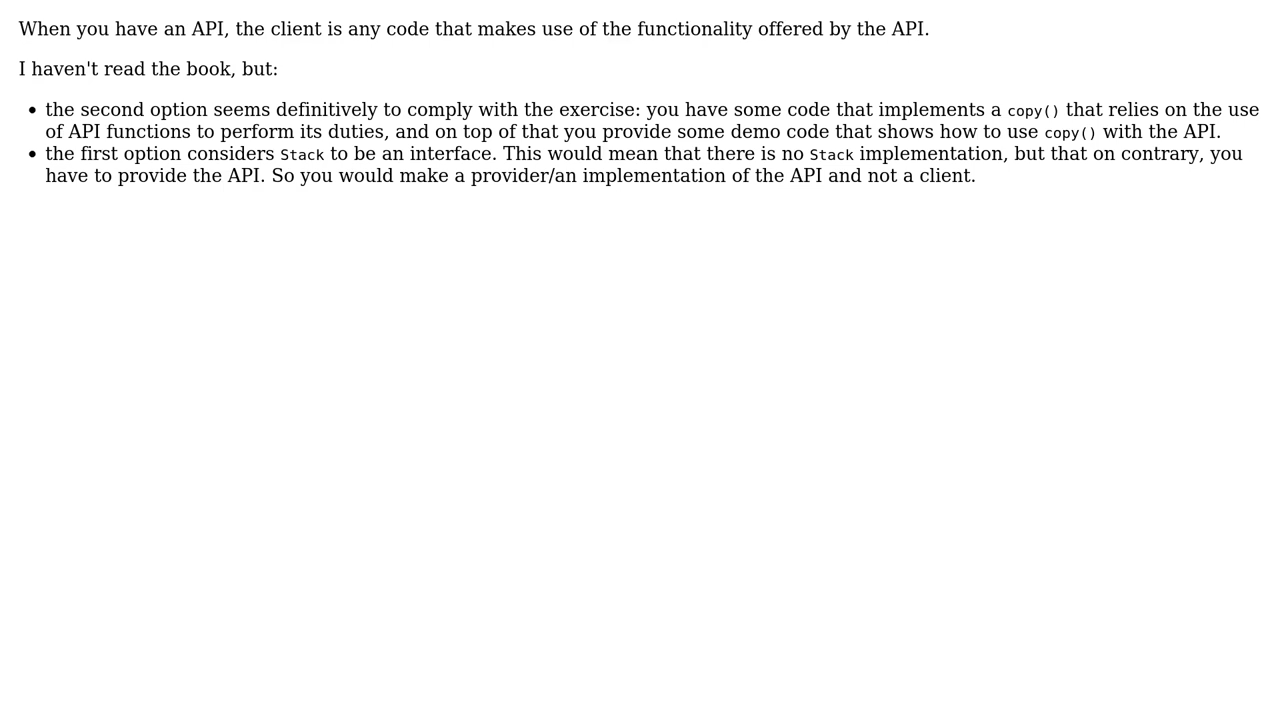 When you have an API, the client is any code that makes use of the functionality offered by the API.
I haven't read the book, but:
• the second option seems definitively to comply with the exercise: you have some code that implements a copy() that relies on the use
of API functions to perform its duties, and on top of that you provide some demo code that shows how to use copy() with the API.
• the first option considers Stack to be an interface. This would mean that there is no Stack implementation, but that on contrary, you
have to provide the API. So you would make a provider/an implementation of the API and not a client.